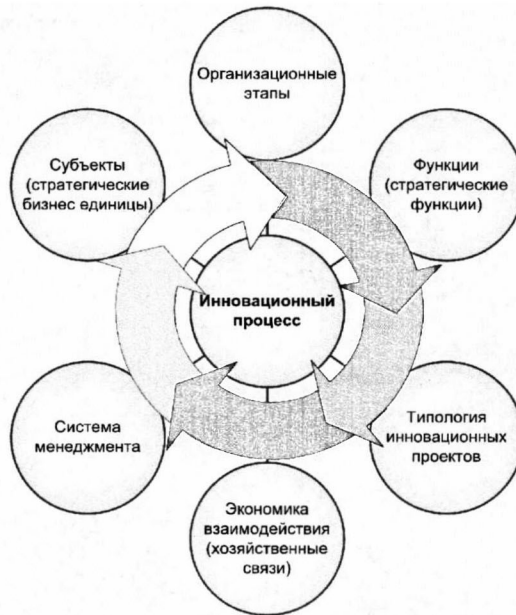 Организационные
этапы
Функции
(стратегические
функции)
Типология
инновационных
проектов
Экономика
взаимодействия
(хозяйственные
связи)
Система
менеджмента
Субъекты
(стратегические
бизнес единицы)
Инновационный
процесс